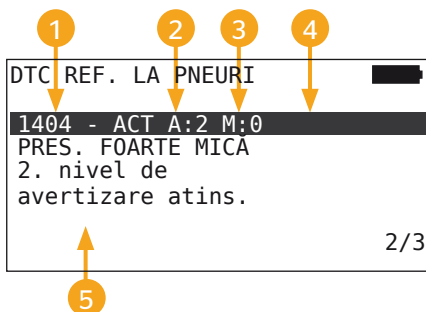 1 2 3 4
DTC REF. LA PNEURI
1404 - ACT A:2 M:0
PRES. FOARTE MICĂ
2. nivel de
avertizare atins.
2/3
5